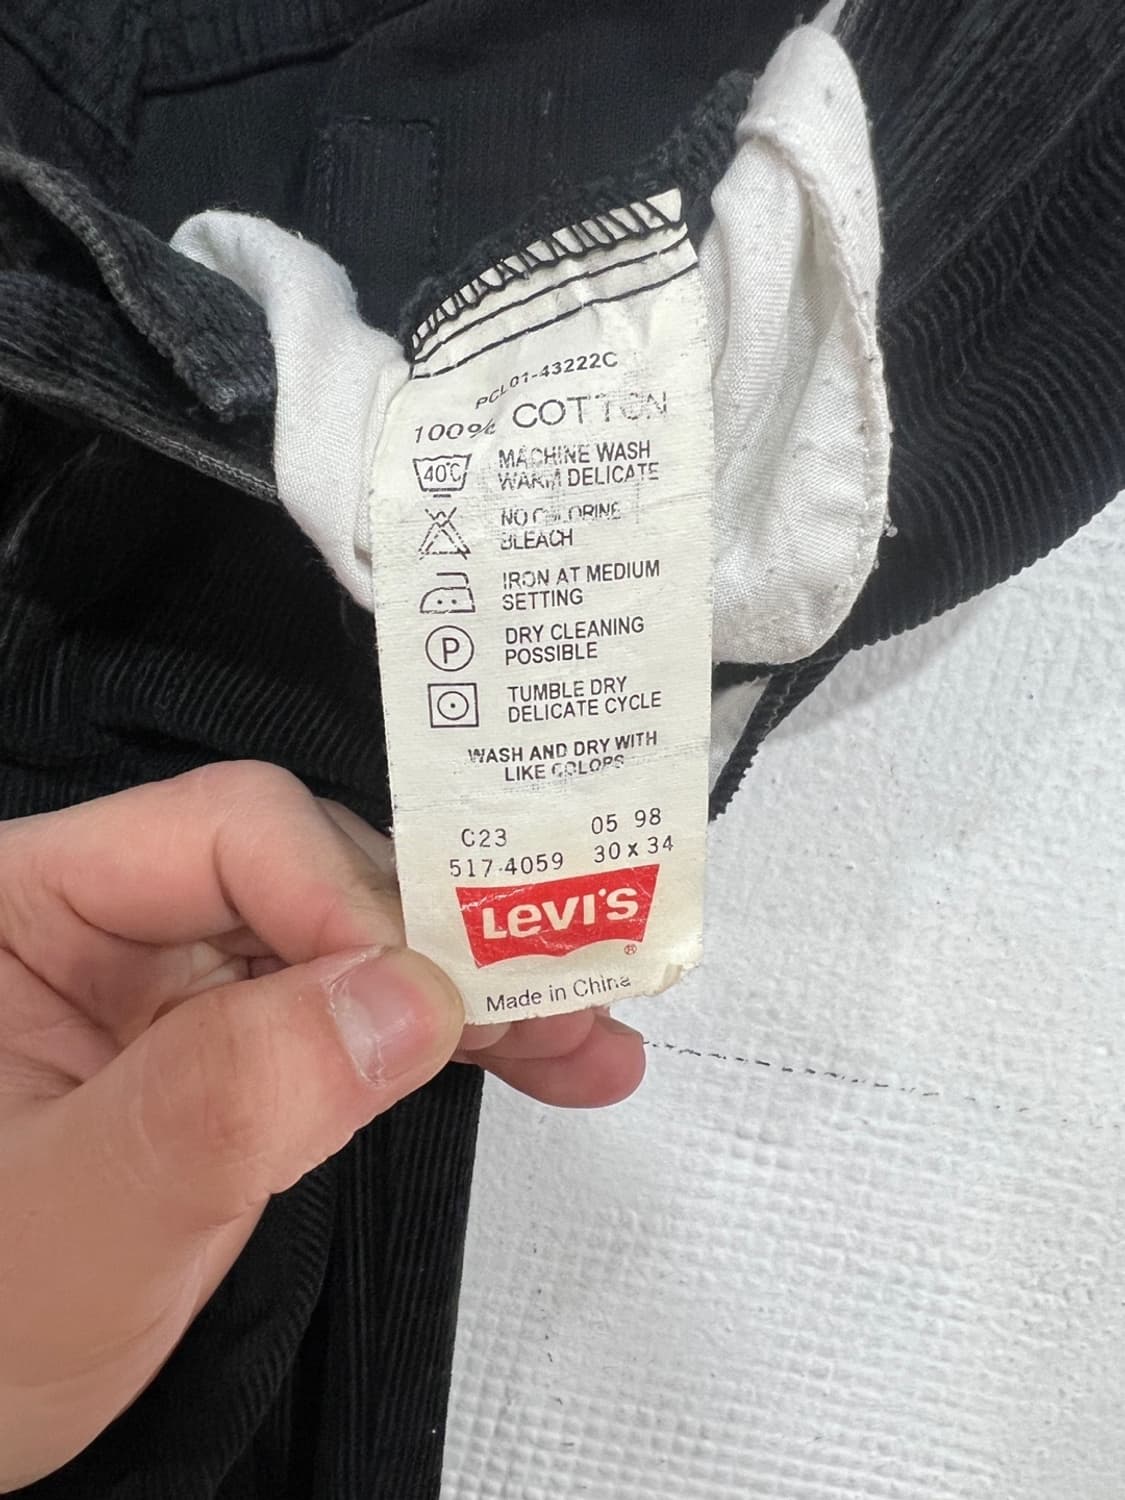 PCL01-43222C
100% COTTON
40°C
MACHINE WASH
WARM DELICATE
NO CHLORINE
BLEACH
IRON AT MEDIUM
SETTING
P
DRY CLEANING
POSSIBLE
TUMBLE DRY
DELICATE CYCLE
WASH AND DRY WITH
LIKE COLORS
C23 05 98
517-4059 30 x 34
LEVI'S ®
Made in China